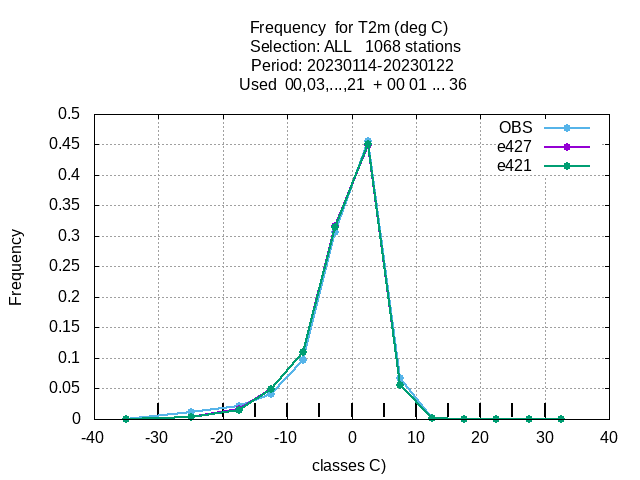 Frequency  for T2m (deg C)
Selection: ALL   1068 stations
Period: 20230114-20230122
Used  00,03,...,21  + 00 01 ... 36
OBS
e427
e421
0.5
0.45
0.4
0.35
0.3
0.25
0.2
0.15
0.1
0.05
0
Frequency
-40 -30 -20 -10 0 10 20 30 40
classes C)